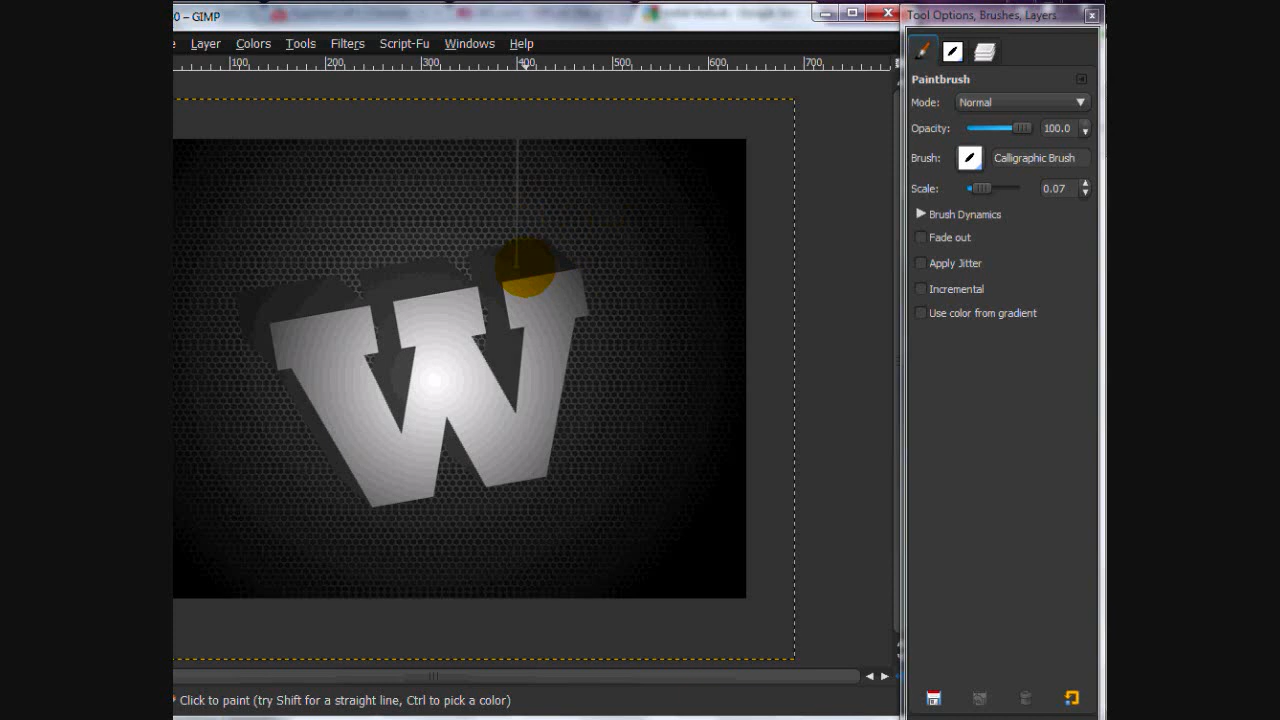 0 – GIMP
Tool Options, Brushes, Layers
Layer Colors Tools Filters Script-Fu Windows Help
100 200 300 400 500 600 700
Paintbrush
Mode: Normal
Opacity: 100.0
Brush: Calligraphic Brush
Scale: 0.07
Brush Dynamics
Fade out
Apply Jitter
Incremental
Use color from gradient
W
Click to paint (try Shift for a straight line, Ctrl to pick a color)